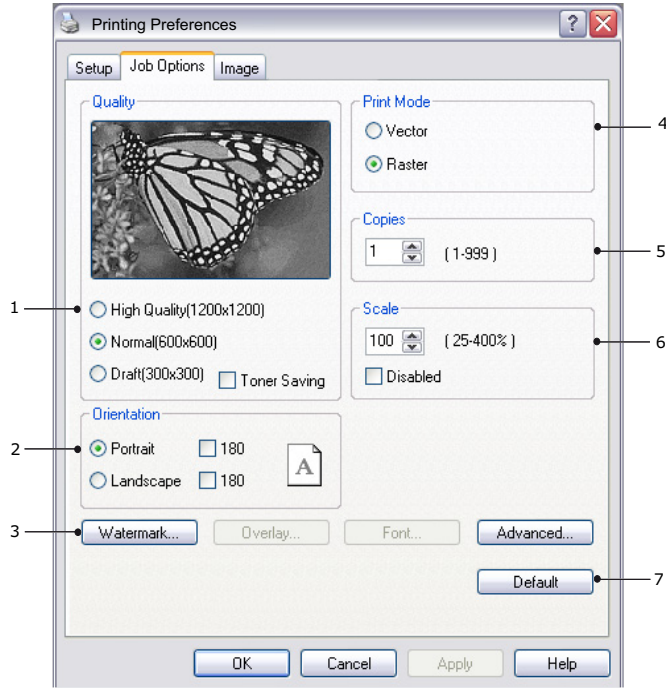 Printing Preferences
?
Setup Job Options Image
Quality
High Quality(1200x1200)
Normal(600x600)
Draft(300x300) Toner Saving
Orientation
Portrait 180
Landscape 180
A
Print Mode
Vector
Raster
Copies
1 ( 1-999 )
Scale
100 ( 25-400% )
Disabled
Watermark... Overlay... Font... Advanced...
Default
OK Cancel Apply Help
1
2
3
4
5
6
7